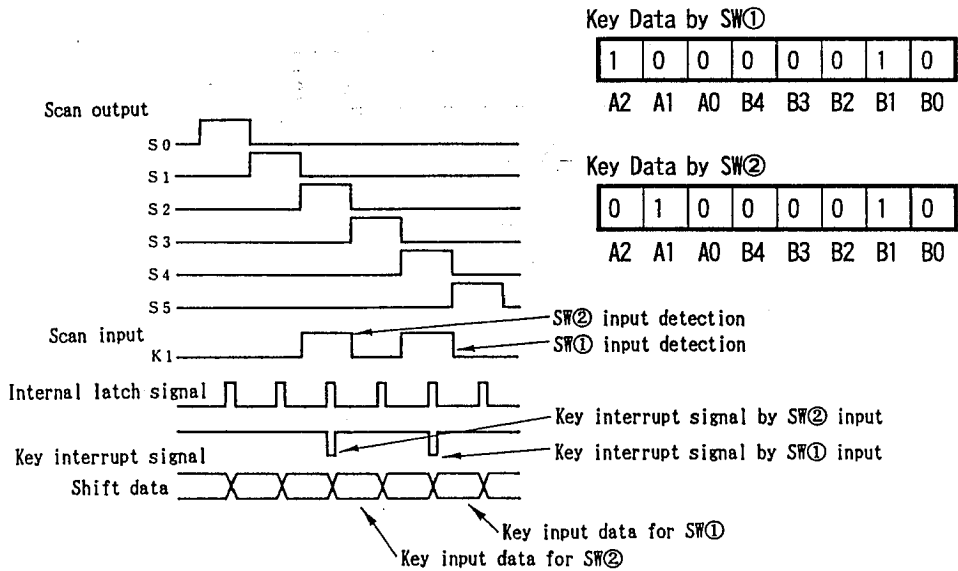 Key Data by SW①
1 0 0 0 0 0 1 0
A2 A1 A0 B4 B3 B2 B1 B0
Key Data by SW②
0 1 0 0 0 0 1 0
A2 A1 A0 B4 B3 B2 B1 B0
Scan output
S0
S1
S2
S3
S4
S5
Scan input
K1
SW② input detection
SW① input detection
Internal latch signal
Key interrupt signal
Key interrupt signal by SW② input
Key interrupt signal by SW① input
Shift data
Key input data for SW①
Key input data for SW②